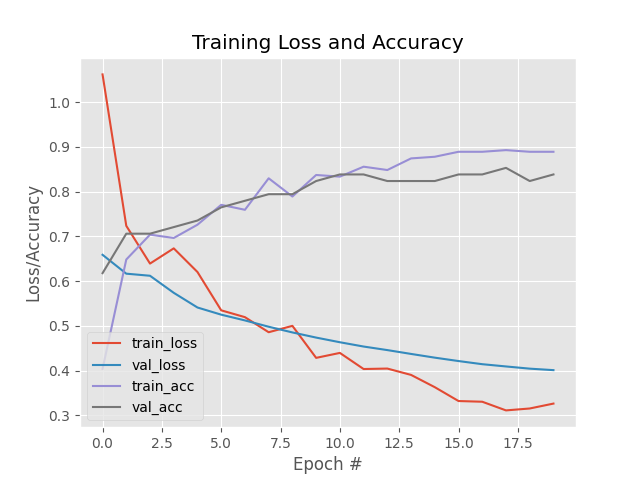 Training Loss and Accuracy
Loss/Accuracy
1.0
0.9
0.8
0.7
0.6
0.5
0.4
0.3
train_loss
val_loss
train_acc
val_acc
0.0 2.5 5.0 7.5 10.0 12.5 15.0 17.5
Epoch #